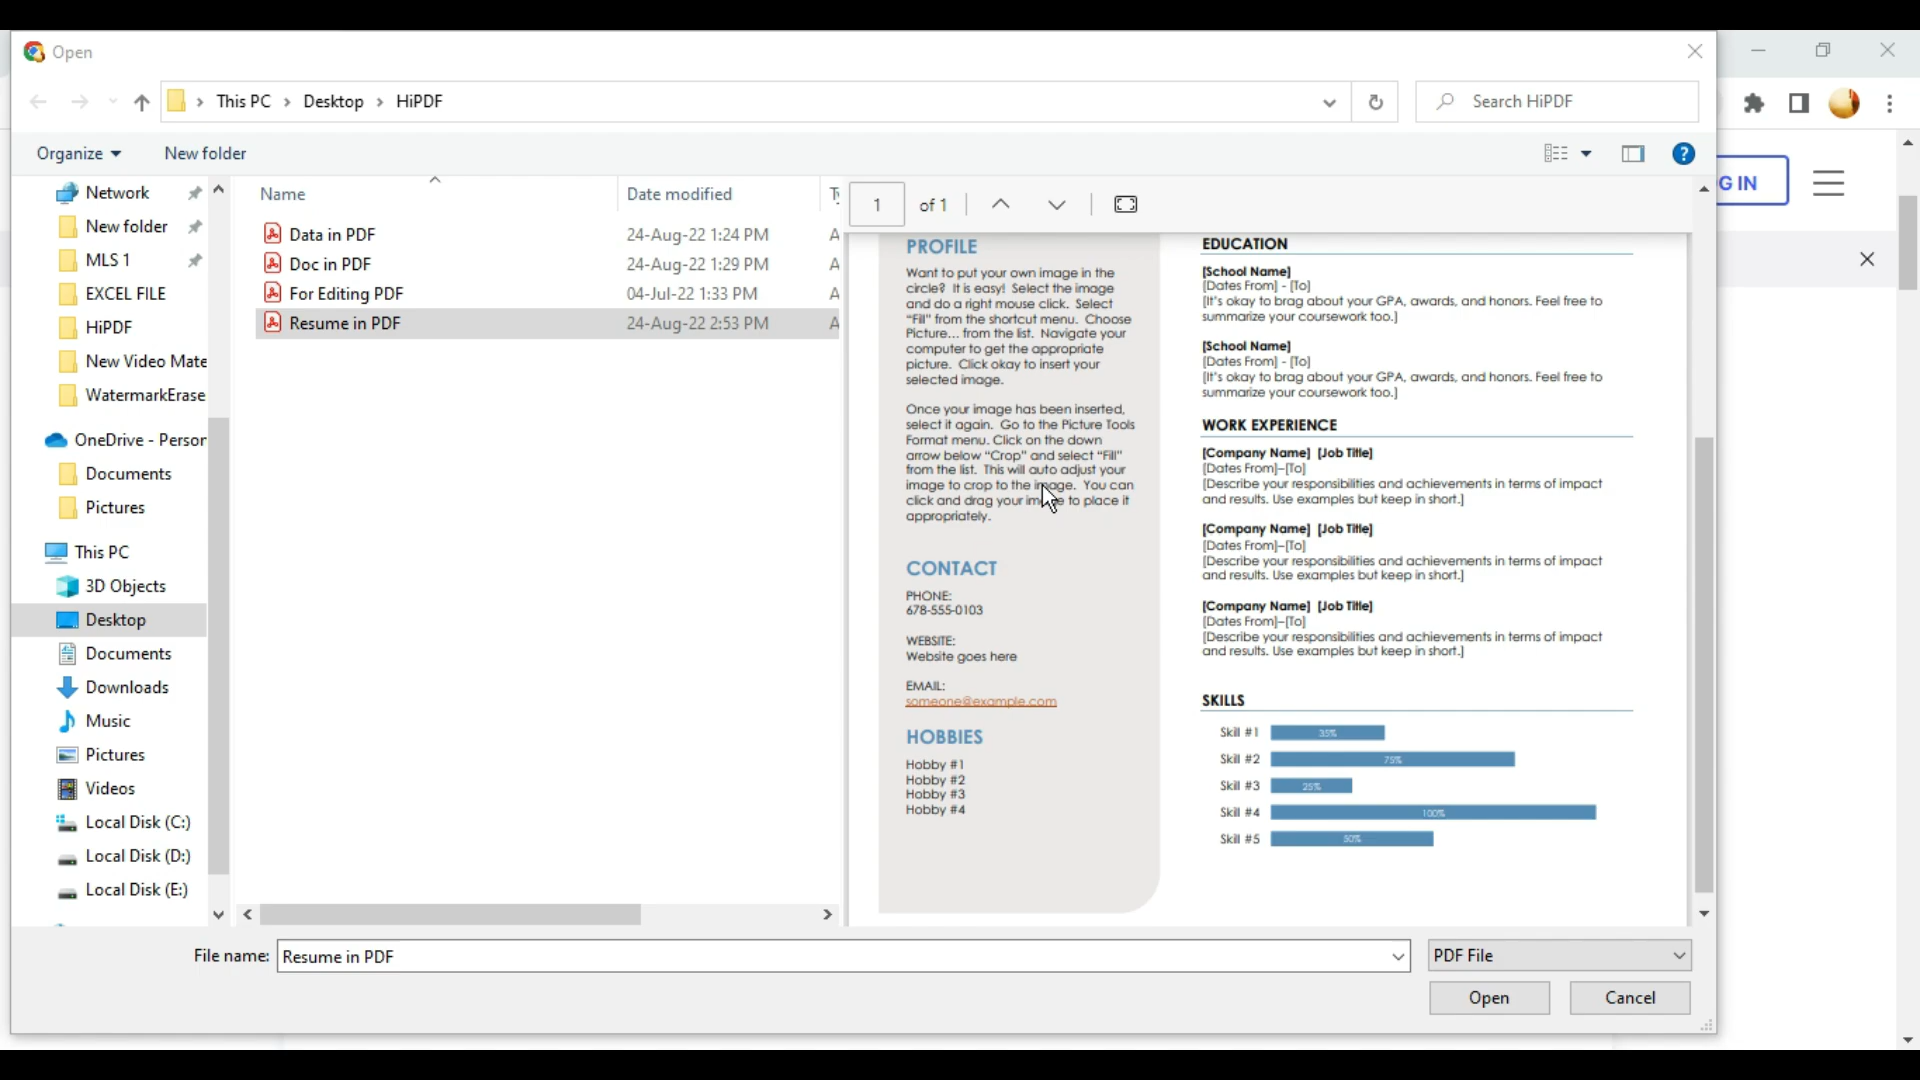 Open
This PC > Desktop > HiPDF
Search HiPDF
Organize
New folder
Network
New folder
MLS 1
EXCEL FILE
HiPDF
New Video Mate
WatermarkErase
OneDrive - Person
Documents
Pictures
This PC
3D Objects
Desktop
Documents
Downloads
Music
Pictures
Videos
Local Disk (C:)
Local Disk (D:)
Local Disk (E:)
Name Date modified Ty
Data in PDF 24-Aug-22 1:24 PM A
Doc in PDF 24-Aug-22 1:29 PM A
For Editing PDF 04-Jul-22 1:33 PM A
Resume in PDF 24-Aug-22 2:53 PM A
1 of 1
PROFILE
Want to put your own image in the
circle? It is easy! Select the image
and do a right mouse click. Select
“Fill” from the shortcut menu. Choose
Picture… from the list. Navigate your
computer to get the appropriate
picture. Click okay to insert your
selected image.
Once your image has been inserted,
select it again. Go to the Picture Tools
Format menu. Click on the down
arrow below “Crop” and select “Fill”
from the list. This will auto adjust your
image to crop to the image. You can
click and drag your image to place it
appropriately.
CONTACT
PHONE:
678-555-0103
WEBSITE:
Website goes here
EMAIL:
someone@example.com
HOBBIES
Hobby #1
Hobby #2
Hobby #3
Hobby #4
EDUCATION
[School Name]
[Dates From] - [To]
[It's okay to brag about your GPA, awards, and honors. Feel free to
summarize your coursework too.]
[School Name]
[Dates From] - [To]
[It's okay to brag about your GPA, awards, and honors. Feel free to
summarize your coursework too.]
WORK EXPERIENCE
[Company Name] [Job Title]
[Dates From]–[To]
[Describe your responsibilities and achievements in terms of impact
and results. Use examples but keep in short.]
[Company Name] [Job Title]
[Dates From]–[To]
[Describe your responsibilities and achievements in terms of impact
and results. Use examples but keep in short.]
[Company Name] [Job Title]
[Dates From]–[To]
[Describe your responsibilities and achievements in terms of impact
and results. Use examples but keep in short.]
SKILLS
Skill #1 35%
Skill #2 75%
Skill #3 25%
Skill #4 100%
Skill #5 50%
G IN
File name: Resume in PDF
PDF File
Open
Cancel